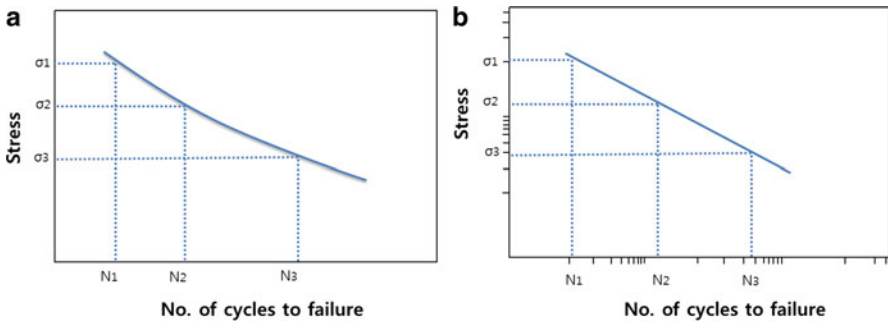 a
σ1
σ2
σ3
Stress
N1
N2
N3
No. of cycles to failure
b
σ1
σ2
σ3
Stress
N1
N2
N3
No. of cycles to failure